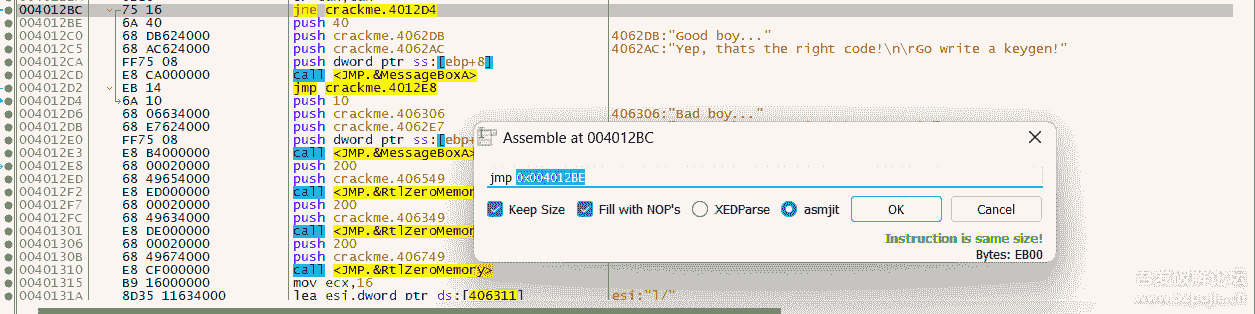 004012BC 75 16 jne crackme.4012D4
004012BE 6A 40 push 40
004012C0 68 DB624000 push crackme.4062DB 4062DB:"Good boy..."
004012C5 68 AC624000 push crackme.4062AC 4062AC:"Yep, thats the right code!\n\rGo write a keygen!"
004012CA FF75 08 push dword ptr ss:[ebp+8]
004012CD E8 CA000000 call <JMP.&MessageBoxA>
004012D2 EB 14 jmp crackme.4012E8
004012D4 6A 10 push 10
004012D6 68 06634000 push crackme.406306 406306:"Bad boy..."
004012DB 68 E7624000 push crackme.4062E7
004012E0 FF75 08 push dword ptr ss:[ebp+
004012E3 E8 B4000000 call <JMP.&MessageBoxA>
004012E8 68 00020000 push 200
004012ED 68 49654000 push crackme.406549
004012F2 E8 ED000000 call <JMP.&RtlZeroMemory
004012F7 68 00020000 push 200
004012FC 68 49634000 push crackme.406349
00401301 E8 DE000000 call <JMP.&RtlZeroMemory
00401306 68 00020000 push 200
0040130B 68 49674000 push crackme.406749
00401310 E8 CF000000 call <JMP.&RtlZeroMemory>
00401315 B9 16000000 mov ecx,16
0040131A 8D35 11634000 lea esi,dword ptr ds:[406311] esi:"]/"
Assemble at 004012BC
jmp 0x004012BE
Keep Size Fill with NOP's XEDParse asmjit OK Cancel
Instruction is same size!
Bytes: EB00
吾爱破解论坛
www.52pojie.cn